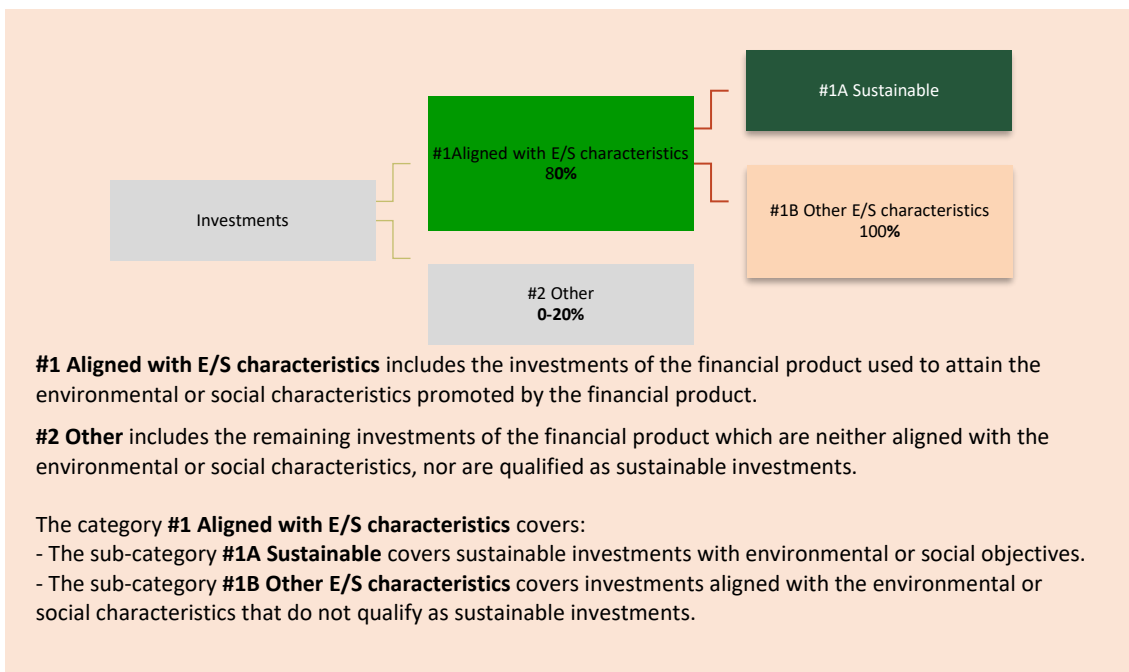 #1A Sustainable
#1Aligned with E/S characteristics
80%
#1B Other E/S characteristics
100%
Investments
#2 Other
0-20%
#1 Aligned with E/S characteristics includes the investments of the financial product used to attain the
environmental or social characteristics promoted by the financial product.
#2 Other includes the remaining investments of the financial product which are neither aligned with the
environmental or social characteristics, nor are qualified as sustainable investments.
The category #1 Aligned with E/S characteristics covers:
- The sub-category #1A Sustainable covers sustainable investments with environmental or social objectives.
- The sub-category #1B Other E/S characteristics covers investments aligned with the environmental or
social characteristics that do not qualify as sustainable investments.